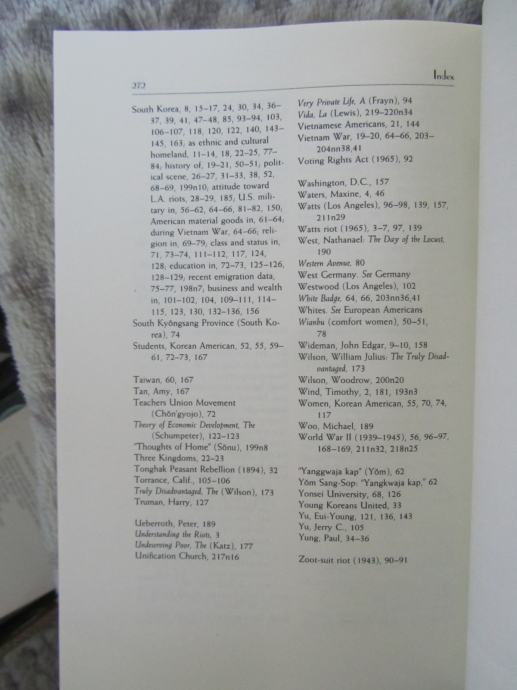 272
Index
South Korea, 8, 15–17, 24, 30, 34, 36–
37, 39, 41, 47–48, 85, 93–94, 103,
106–107, 118, 120, 122, 140, 143–
145, 163; as ethnic and cultural
homeland, 11–14, 18, 22–25, 77–
84; history of, 19–21, 50–51; polit-
ical scene, 26–27, 31–33, 38, 52,
68–69, 199n10; attitude toward
L.A. riots, 28–29, 185; U.S. mili-
tary in, 56–62, 64–66, 81–82, 150;
American material goods in, 61–64;
during Vietnam War, 64–66; reli-
gion in, 69–79; class and status in,
71, 73–74, 111–112, 117, 124,
128; education in, 72–73, 125–126,
128–129; recent emigration data,
75–77, 198n7; business and wealth
in, 101–102, 104, 109–111, 114–
115, 123, 130, 132–136, 156
South Kyŏngsang Province (South Ko-
rea), 74
Students, Korean American, 52, 55, 59–
61, 72–73, 167
Taiwan, 60, 167
Tan, Amy, 167
Teachers Union Movement
(Chŏn'gyojo), 72
Theory of Economic Development, The
(Schumpeter), 122–123
"Thoughts of Home" (Sŏnu), 199n8
Three Kingdoms, 22–23
Tonghak Peasant Rebellion (1894), 32
Torrance, Calif., 105–106
Truly Disadvantaged, The (Wilson), 173
Truman, Harry, 127
Ueberroth, Peter, 189
Understanding the Riots, 3
Undeserving Poor, The (Katz), 177
Unification Church, 217n16
Very Private Life, A (Frayn), 94
Vida, La (Lewis), 219–220n34
Vietnamese Americans, 21, 144
Vietnam War, 19–20, 64–66, 203–
204nn38,41
Voting Rights Act (1965), 92
Washington, D.C., 157
Waters, Maxine, 4, 46
Watts (Los Angeles), 96–98, 139, 157,
211n29
Watts riot (1965), 3–7, 97, 139
West, Nathanael: The Day of the Locust,
190
Western Avenue, 80
West Germany. See Germany
Westwood (Los Angeles), 102
White Badge, 64, 66, 203nn36,41
Whites. See European Americans
Wianbu (comfort women), 50–51,
78
Wideman, John Edgar, 9–10, 158
Wilson, William Julius: The Truly Disad-
vantaged, 173
Wilson, Woodrow, 200n20
Wind, Timothy, 2, 181, 193n3
Women, Korean American, 55, 70, 74,
117
Woo, Michael, 189
World War II (1939–1945), 56, 96–97,
168–169, 211n32, 218n25
"Yanggwaja kap" (Yŏm), 62
Yŏm Sang-Sop: "Yangkwaja kap," 62
Yonsei University, 68, 126
Young Koreans United, 33
Yu, Eui-Young, 121, 136, 143
Yu, Jerry C., 105
Yung, Paul, 34–36
Zoot-suit riot (1943), 90–91